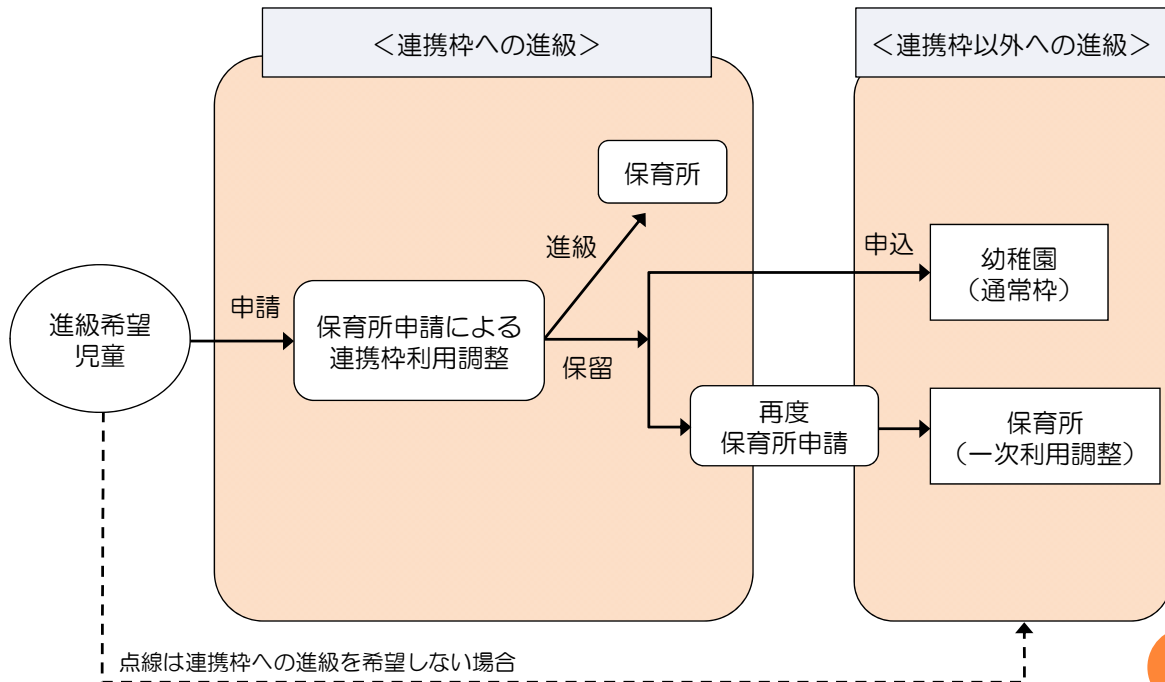 ＜連携枠への進級＞
＜連携枠以外への進級＞
保育所
進級
申込
幼稚園
（通常枠）
進級希望
児童
申請
保育所申請による
連携枠利用調整
保留
再度
保育所申請
保育所
（一次利用調整）
点線は連携枠への進級を希望しない場合